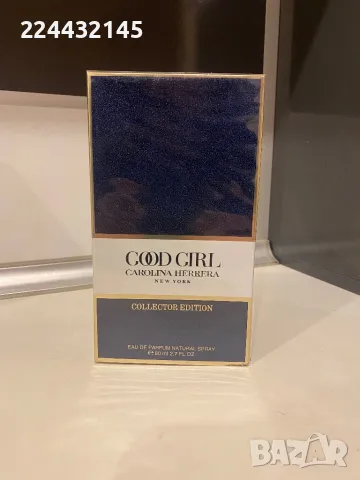 224432145
GOOD GIRL
CAROLINA HERRERA
NEW YORK
COLLECTOR EDITION
EAU DE PARFUM NATURAL SPRAY
℮80ml 2.7 FL.OZ
BAZAR